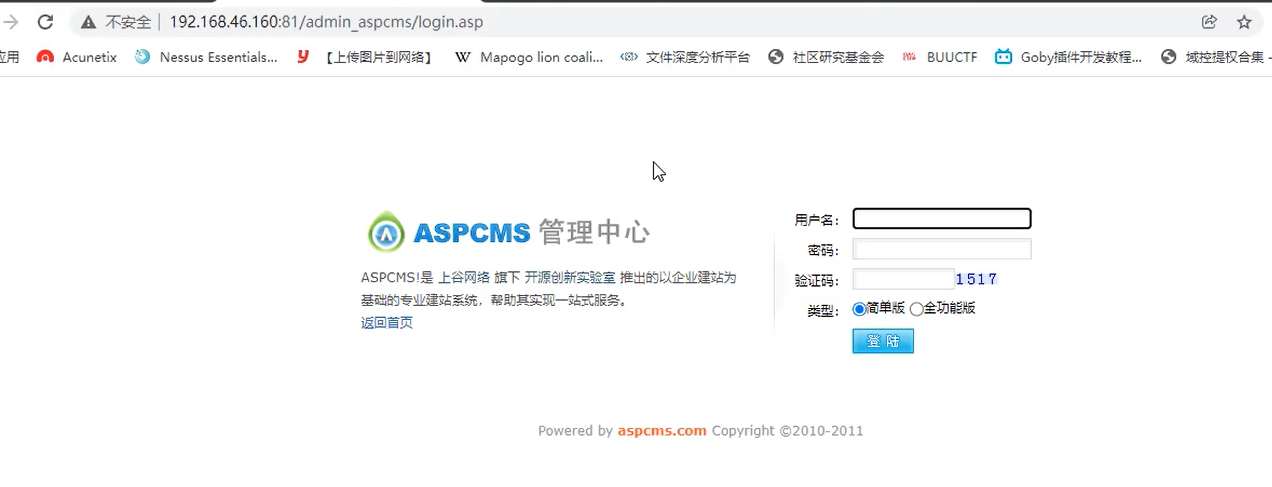 不安全 192.168.46.160:81/admin_aspcms/login.asp
应用 Acunetix Nessus Essentials... 【上传图片到网络】 Mapogo lion coali... 文件深度分析平台 社区研究基金会 BUUCTF Goby插件开发教程... 域控提权合集 -
ASPCMS 管理中心
ASPCMS!是 上谷网络 旗下 开源创新实验室 推出的以企业建站为
基础的专业建站系统，帮助其实现一站式服务。
返回首页
用户名：
密码：
验证码： 1517
类型： 简单版 全功能版
登 陆
Powered by aspcms.com Copyright ©2010-2011